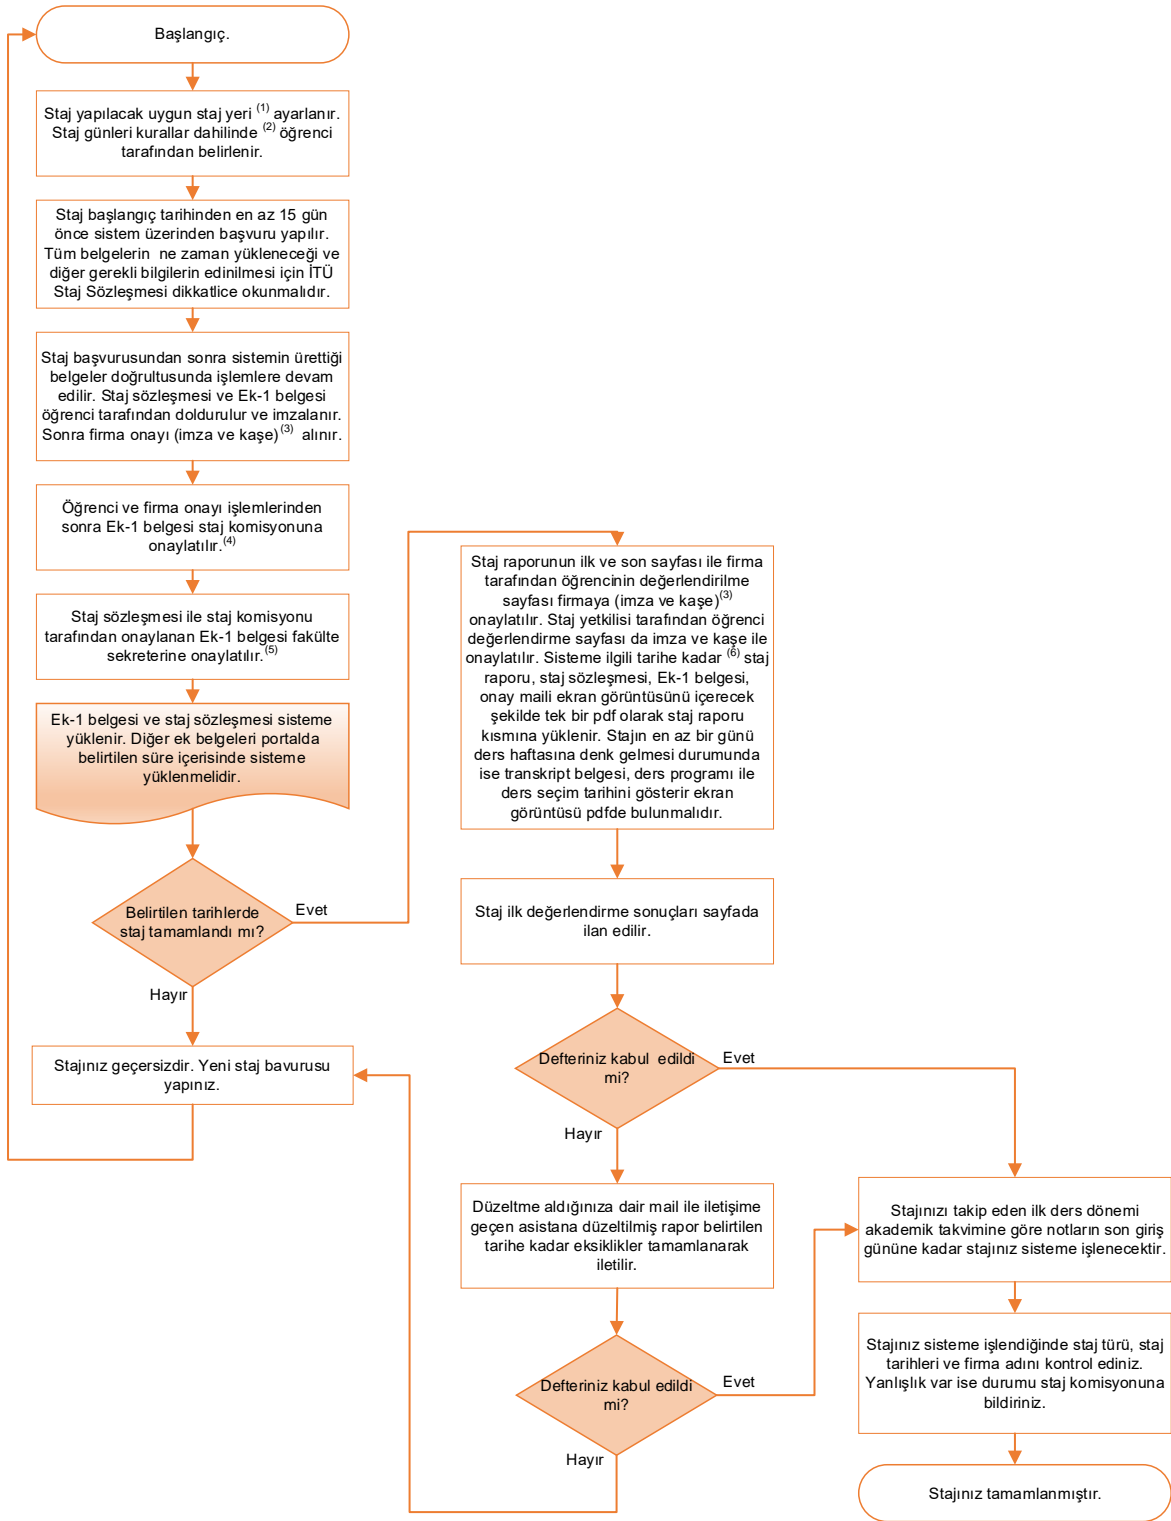 Başlangıç.
Staj yapılacak uygun staj yeri (1) ayarlanır.
Staj günleri kurallar dahilinde (2) öğrenci
tarafından belirlenir.
Staj başlangıç tarihinden en az 15 gün
önce sistem üzerinden başvuru yapılır.
Tüm belgelerin ne zaman yükleneceği ve
diğer gerekli bilgilerin edinilmesi için İTÜ
Staj Sözleşmesi dikkatlice okunmalıdır.
Staj başvurusundan sonra sistemin ürettiği
belgeler doğrultusunda işlemlere devam
edilir. Staj sözleşmesi ve Ek-1 belgesi
öğrenci tarafından doldurulur ve imzalanır.
Sonra firma onayı (imza ve kaşe) (3) alınır.
Öğrenci ve firma onayı işlemlerinden
sonra Ek-1 belgesi staj komisyonuna
onaylatılır.(4)
Staj sözleşmesi ile staj komisyonu
tarafından onaylanan Ek-1 belgesi fakülte
sekreterine onaylatılır.(5)
Ek-1 belgesi ve staj sözleşmesi sisteme
yüklenir. Diğer ek belgeleri portalda
belirtilen süre içerisinde sisteme
yüklenmelidir.
Belirtilen tarihlerde
staj tamamlandı mı?
Evet
Hayır
Stajınız geçersizdir. Yeni staj bavurusu
yapınız.
Staj raporunun ilk ve son sayfası ile firma
tarafından öğrencinin değerlendirilme
sayfası firmaya (imza ve kaşe)(3)
onaylatılır. Staj yetkilisi tarafından öğrenci
değerlendirme sayfası da imza ve kaşe ile
onaylatılır. Sisteme ilgili tarihe kadar (6) staj
raporu, staj sözleşmesi, Ek-1 belgesi,
onay maili ekran görüntüsünü içerecek
şekilde tek bir pdf olarak staj raporu
kısmına yüklenir. Stajın en az bir günü
ders haftasına denk gelmesi durumunda
ise transkript belgesi, ders programı ile
ders seçim tarihini gösterir ekran
görüntüsü pdfde bulunmalıdır.
Staj ilk değerlendirme sonuçları sayfada
ilan edilir.
Defteriniz kabul edildi
mi?
Evet
Hayır
Düzeltme aldığınıza dair mail ile iletişime
geçen asistana düzeltilmiş rapor belirtilen
tarihe kadar eksiklikler tamamlanarak
iletilir.
Defteriniz kabul edildi
mi?
Evet
Hayır
Stajınızı takip eden ilk ders dönemi
akademik takvimine göre notların son giriş
gününe kadar stajınız sisteme işlenecektir.
Stajınız sisteme işlendiğinde staj türü, staj
tarihleri ve firma adını kontrol ediniz.
Yanlışlık var ise durumu staj komisyonuna
bildiriniz.
Stajınız tamamlanmıştır.